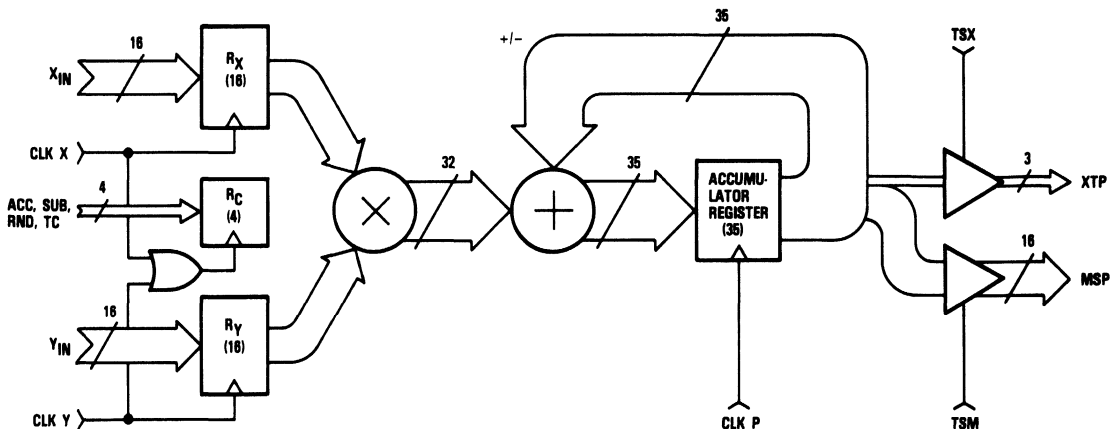 35
+/–
TSX
16
XIN
RX
(16)
CLK X
ACC, SUB,
RND, TC
4
RC
(4)
32
35
ACCUMU-
LATOR
REGISTER
(35)
3
XTP
16
MSP
16
YIN
RY
(16)
CLK Y
CLK P
TSM